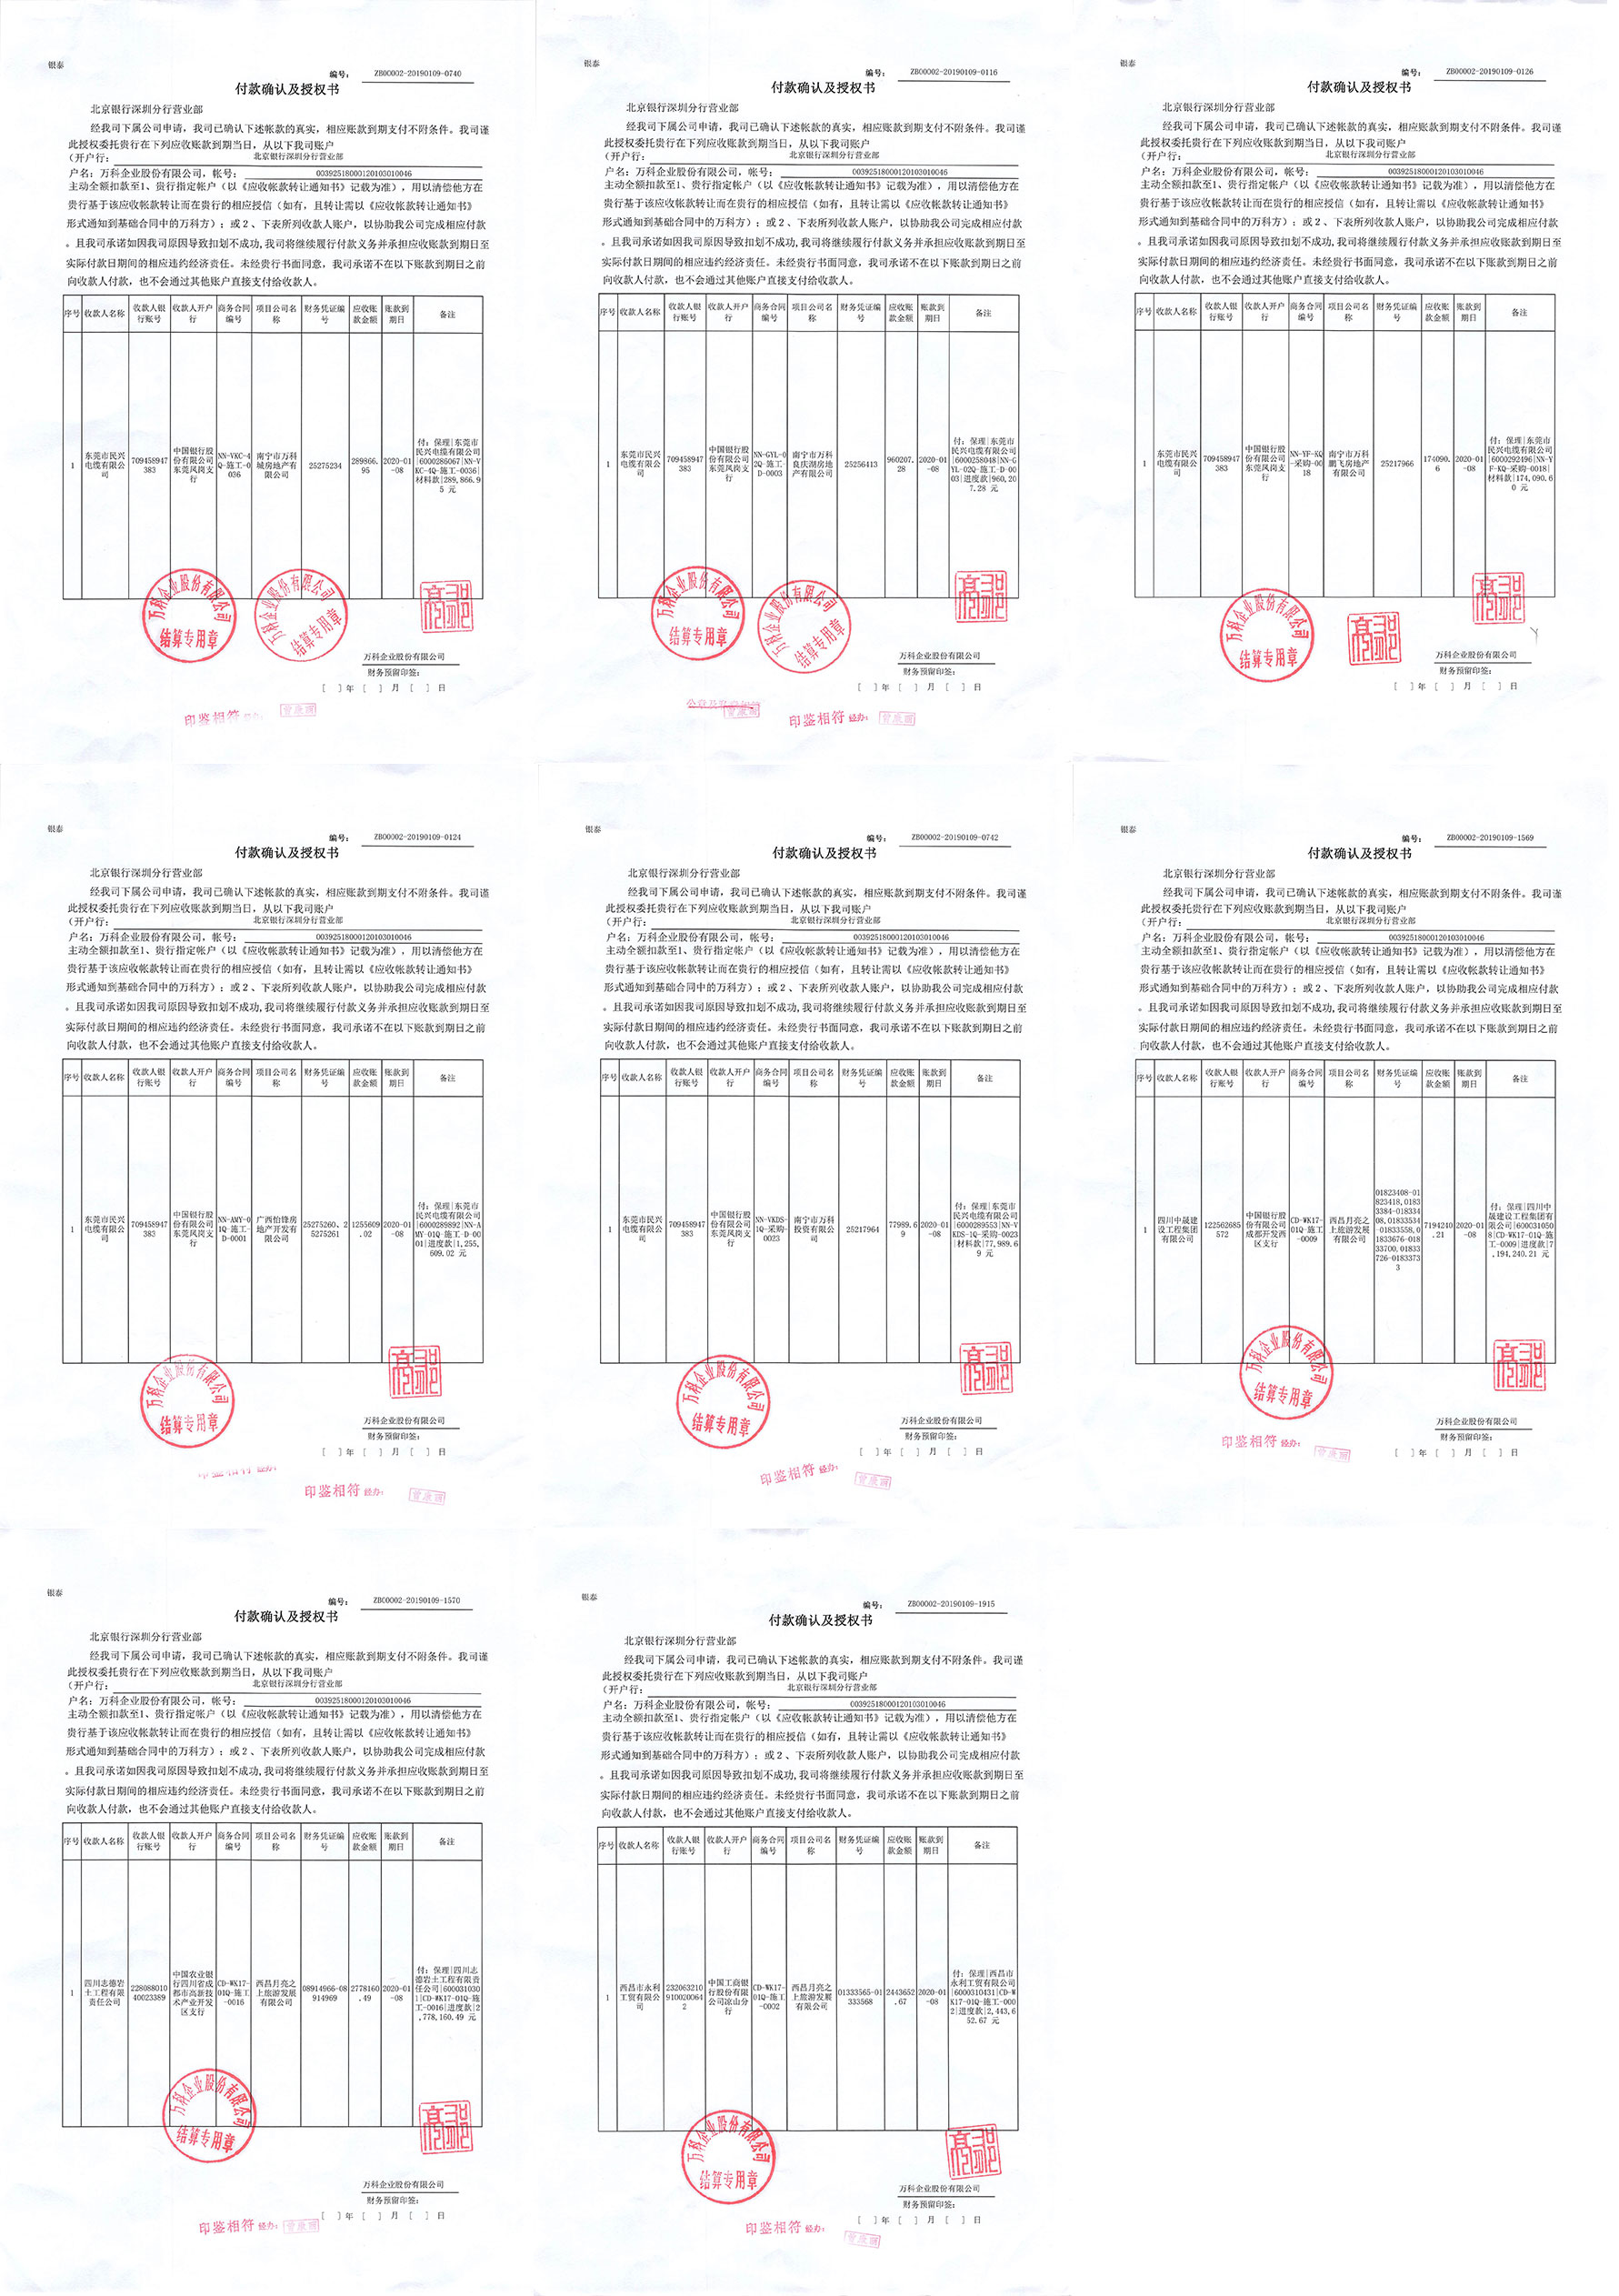 银泰
编号: ZB00002-20190109-0740
付款确认及授权书
北京银行深圳分行营业部
经我司下属公司申请，我司已确认下述帐款的真实，相应账款到期支付不附条件。我司谨
此授权委托贵行在下列应收账款到期当日，从以下我司账户
（开户行: 北京银行深圳分行营业部
户名：万科企业股份有限公司，帐号: 00392518000120103010046
主动全额扣款至1、贵行指定帐户（以《应收帐款转让通知书》记载为准），用以清偿他方在
贵行基于该应收帐款转让而在贵行的相应授信（如有，且转让需以《应收帐款转让通知书》
形式通知到基础合同中的万科方）；或２、下表所列收款人账户，以协助我公司完成相应付款
。且我司承诺如因我司原因导致扣划不成功,我司将继续履行付款义务并承担应收账款到期日至
实际付款日期间的相应违约经济责任。未经贵行书面同意，我司承诺不在以下账款到期日之前
向收款人付款，也不会通过其他账户直接支付给收款人。
序号 收款人名称 收款人银行账号 收款人开户行 商务合同编号 项目公司名称 财务凭证编号 应收账款金额 账款到期日 备注
1 东莞市民兴电缆有限公司 709458947383 中国银行股份有限公司东莞凤岗支行 NN-VKC-4Q-施工-0036 南宁市万科城房地产有限公司 25275234 289866.95 2020-01-08 付: 保理|东莞市民兴电缆有限公司|6000286067|NN-VKC-4Q-施工-0036|材料款|289,866.95 元
万科企业股份有限公司
结算专用章
万科企业股份有限公司
结算专用章
万科企业股份有限公司
财务预留印签:
[ ]年 [ ]月 [ ]日
印鉴相符
银泰
编号: ZB00002-20190109-0116
付款确认及授权书
北京银行深圳分行营业部
经我司下属公司申请，我司已确认下述帐款的真实，相应账款到期支付不附条件。我司谨
此授权委托贵行在下列应收账款到期当日，从以下我司账户
（开户行: 北京银行深圳分行营业部
户名：万科企业股份有限公司，帐号: 00392518000120103010046
主动全额扣款至1、贵行指定帐户（以《应收帐款转让通知书》记载为准），用以清偿他方在
贵行基于该应收帐款转让而在贵行的相应授信（如有，且转让需以《应收帐款转让通知书》
形式通知到基础合同中的万科方）；或２、下表所列收款人账户，以协助我公司完成相应付款
。且我司承诺如因我司原因导致扣划不成功,我司将继续履行付款义务并承担应收账款到期日至
实际付款日期间的相应违约经济责任。未经贵行书面同意，我司承诺不在以下账款到期日之前
向收款人付款，也不会通过其他账户直接支付给收款人。
序号 收款人名称 收款人银行账号 收款人开户行 商务合同编号 项目公司名称 财务凭证编号 应收账款金额 账款到期日 备注
1 东莞市民兴电缆有限公司 709458947383 中国银行股份有限公司东莞凤岗支行 NN-GYL-02Q-施工-D-0003 南宁市万科良庆湖房地产有限公司 25256413 960207.28 2020-01-08 付: 保理|东莞市民兴电缆有限公司|6000258048|NN-GYL-02Q-施工-D-0003|进度款|960,207.28 元
万科企业股份有限公司
结算专用章
万科企业股份有限公司
结算专用章
万科企业股份有限公司
财务预留印签:
[ ]年 [ ]月 [ ]日
印鉴相符 经办:
银泰
编号: ZB00002-20190109-0126
付款确认及授权书
北京银行深圳分行营业部
经我司下属公司申请，我司已确认下述帐款的真实，相应账款到期支付不附条件。我司谨
此授权委托贵行在下列应收账款到期当日，从以下我司账户
（开户行: 北京银行深圳分行营业部
户名：万科企业股份有限公司，帐号: 00392518000120103010046
主动全额扣款至1、贵行指定帐户（以《应收帐款转让通知书》记载为准），用以清偿他方在
贵行基于该应收帐款转让而在贵行的相应授信（如有，且转让需以《应收帐款转让通知书》
形式通知到基础合同中的万科方）；或２、下表所列收款人账户，以协助我公司完成相应付款
。且我司承诺如因我司原因导致扣划不成功,我司将继续履行付款义务并承担应收账款到期日至
实际付款日期间的相应违约经济责任。未经贵行书面同意，我司承诺不在以下账款到期日之前
向收款人付款，也不会通过其他账户直接支付给收款人。
序号 收款人名称 收款人银行账号 收款人开户行 商务合同编号 项目公司名称 财务凭证编号 应收账款金额 账款到期日 备注
1 东莞市民兴电缆有限公司 709458947383 中国银行股份有限公司东莞凤岗支行 NN-YF-KQ-采购-0018 南宁市万科鹏飞房地产有限公司 25217966 174090.6 2020-01-08 付: 保理|东莞市民兴电缆有限公司|6000292496|NN-YF-KQ-采购-0018|材料款|174,090.60 元
万科企业股份有限公司
结算专用章
万科企业股份有限公司
财务预留印签:
[ ]年 [ ]月 [ ]日
银泰
编号: ZB00002-20190109-0124
付款确认及授权书
北京银行深圳分行营业部
经我司下属公司申请，我司已确认下述帐款的真实，相应账款到期支付不附条件。我司谨
此授权委托贵行在下列应收账款到期当日，从以下我司账户
（开户行: 北京银行深圳分行营业部
户名：万科企业股份有限公司，帐号: 00392518000120103010046
主动全额扣款至1、贵行指定帐户（以《应收帐款转让通知书》记载为准），用以清偿他方在
贵行基于该应收帐款转让而在贵行的相应授信（如有，且转让需以《应收帐款转让通知书》
形式通知到基础合同中的万科方）；或２、下表所列收款人账户，以协助我公司完成相应付款
。且我司承诺如因我司原因导致扣划不成功,我司将继续履行付款义务并承担应收账款到期日至
实际付款日期间的相应违约经济责任。未经贵行书面同意，我司承诺不在以下账款到期日之前
向收款人付款，也不会通过其他账户直接支付给收款人。
序号 收款人名称 收款人银行账号 收款人开户行 商务合同编号 项目公司名称 财务凭证编号 应收账款金额 账款到期日 备注
1 东莞市民兴电缆有限公司 709458947383 中国银行股份有限公司东莞凤岗支行 NN-AMY-01Q-施工-D-0001 广西怡锋房地产开发有限公司 25275260,25275261 1255609.02 2020-01-08 付: 保理|东莞市民兴电缆有限公司|6000289892|NN-AMY-01Q-施工-D-0001|进度款|1,255,609.02 元
万科企业股份有限公司
结算专用章
万科企业股份有限公司
财务预留印签:
[ ]年 [ ]月 [ ]日
印鉴相符 经办:
银泰
编号: ZB00002-20190109-0742
付款确认及授权书
北京银行深圳分行营业部
经我司下属公司申请，我司已确认下述帐款的真实，相应账款到期支付不附条件。我司谨
此授权委托贵行在下列应收账款到期当日，从以下我司账户
（开户行: 北京银行深圳分行营业部
户名：万科企业股份有限公司，帐号: 00392518000120103010046
主动全额扣款至1、贵行指定帐户（以《应收帐款转让通知书》记载为准），用以清偿他方在
贵行基于该应收帐款转让而在贵行的相应授信（如有，且转让需以《应收帐款转让通知书》
形式通知到基础合同中的万科方）；或２、下表所列收款人账户，以协助我公司完成相应付款
。且我司承诺如因我司原因导致扣划不成功,我司将继续履行付款义务并承担应收账款到期日至
实际付款日期间的相应违约经济责任。未经贵行书面同意，我司承诺不在以下账款到期日之前
向收款人付款，也不会通过其他账户直接支付给收款人。
序号 收款人名称 收款人银行账号 收款人开户行 商务合同编号 项目公司名称 财务凭证编号 应收账款金额 账款到期日 备注
1 东莞市民兴电缆有限公司 709458947383 中国银行股份有限公司东莞凤岗支行 NN-VKDS-1Q-采购-0023 南宁市万科投资有限公司 25217964 77989.69 2020-01-08 付: 保理|东莞市民兴电缆有限公司|6000289553|NN-VKDS-1Q-采购-0023|材料款|77,989.69 元
万科企业股份有限公司
结算专用章
万科企业股份有限公司
财务预留印签:
[ ]年 [ ]月 [ ]日
印鉴相符 经办:
银泰
编号: ZB00002-20190109-1569
付款确认及授权书
北京银行深圳分行营业部
经我司下属公司申请，我司已确认下述帐款的真实，相应账款到期支付不附条件。我司谨
此授权委托贵行在下列应收账款到期当日，从以下我司账户
（开户行: 北京银行深圳分行营业部
户名：万科企业股份有限公司，帐号: 00392518000120103010046
主动全额扣款至1、贵行指定帐户（以《应收帐款转让通知书》记载为准），用以清偿他方在
贵行基于该应收帐款转让而在贵行的相应授信（如有，且转让需以《应收帐款转让通知书》
形式通知到基础合同中的万科方）；或２、下表所列收款人账户，以协助我公司完成相应付款
。且我司承诺如因我司原因导致扣划不成功,我司将继续履行付款义务并承担应收账款到期日至
实际付款日期间的相应违约经济责任。未经贵行书面同意，我司承诺不在以下账款到期日之前
向收款人付款，也不会通过其他账户直接支付给收款人。
序号 收款人名称 收款人银行账号 收款人开户行 商务合同编号 项目公司名称 财务凭证编号 应收账款金额 账款到期日 备注
1 四川中晟建设工程集团有限公司 122562685572 中国银行股份有限公司成都开发西区支行 CD-WK17-01Q-施工-0009 西昌月亮之上旅游发展有限公司 01823408-01823418,01833384-01833408,01833534-01833558,01833676-01833700,01833726-01833733 7194240.21 2020-01-08 付: 保理|四川中晟建设工程集团有限公司|6000310508|CD-WK17-01Q-施工-0009|进度款|7,194,240.21 元
万科企业股份有限公司
结算专用章
万科企业股份有限公司
财务预留印签:
[ ]年 [ ]月 [ ]日
印鉴相符 经办:
银泰
编号: ZB00002-20190109-1570
付款确认及授权书
北京银行深圳分行营业部
经我司下属公司申请，我司已确认下述帐款的真实，相应账款到期支付不附条件。我司谨
此授权委托贵行在下列应收账款到期当日，从以下我司账户
（开户行: 北京银行深圳分行营业部
户名：万科企业股份有限公司，帐号: 00392518000120103010046
主动全额扣款至1、贵行指定帐户（以《应收帐款转让通知书》记载为准），用以清偿他方在
贵行基于该应收帐款转让而在贵行的相应授信（如有，且转让需以《应收帐款转让通知书》
形式通知到基础合同中的万科方）；或２、下表所列收款人账户，以协助我公司完成相应付款
。且我司承诺如因我司原因导致扣划不成功,我司将继续履行付款义务并承担应收账款到期日至
实际付款日期间的相应违约经济责任。未经贵行书面同意，我司承诺不在以下账款到期日之前
向收款人付款，也不会通过其他账户直接支付给收款人。
序号 收款人名称 收款人银行账号 收款人开户行 商务合同编号 项目公司名称 财务凭证编号 应收账款金额 账款到期日 备注
1 四川志德岩土工程有限责任公司 22808801040023389 中国农业银行四川省成都市高新技术产业开发区支行 CD-WK17-01Q-施工-0016 西昌月亮之上旅游发展有限公司 08914966-08914969 2778160.49 2020-01-08 付: 保理|四川志德岩土工程有限责任公司|6000310301|CD-WK17-01Q-施工-0016|进度款|2,778,160.49 元
万科企业股份有限公司
结算专用章
万科企业股份有限公司
财务预留印签:
[ ]年 [ ]月 [ ]日
印鉴相符 经办:
银泰
编号: ZB00002-20190109-1915
付款确认及授权书
北京银行深圳分行营业部
经我司下属公司申请，我司已确认下述帐款的真实，相应账款到期支付不附条件。我司谨
此授权委托贵行在下列应收账款到期当日，从以下我司账户
（开户行: 北京银行深圳分行营业部
户名：万科企业股份有限公司，帐号: 00392518000120103010046
主动全额扣款至1、贵行指定帐户（以《应收帐款转让通知书》记载为准），用以清偿他方在
贵行基于该应收帐款转让而在贵行的相应授信（如有，且转让需以《应收帐款转让通知书》
形式通知到基础合同中的万科方）；或２、下表所列收款人账户，以协助我公司完成相应付款
。且我司承诺如因我司原因导致扣划不成功,我司将继续履行付款义务并承担应收账款到期日至
实际付款日期间的相应违约经济责任。未经贵行书面同意，我司承诺不在以下账款到期日之前
向收款人付款，也不会通过其他账户直接支付给收款人。
序号 收款人名称 收款人银行账号 收款人开户行 商务合同编号 项目公司名称 财务凭证编号 应收账款金额 账款到期日 备注
1 西昌市永利工贸有限公司 2320632109100200642 中国工商银行股份有限公司凉山分行 CD-WK17-01Q-施工-0002 西昌月亮之上旅游发展有限公司 01333565-01333568 2443652.67 2020-01-08 付: 保理|西昌市永利工贸有限公司|6000310431|CD-WK17-01Q-施工-0002|进度款|2,443,652.67 元
万科企业股份有限公司
结算专用章
万科企业股份有限公司
财务预留印签:
[ ]年 [ ]月 [ ]日
印鉴相符 经办: